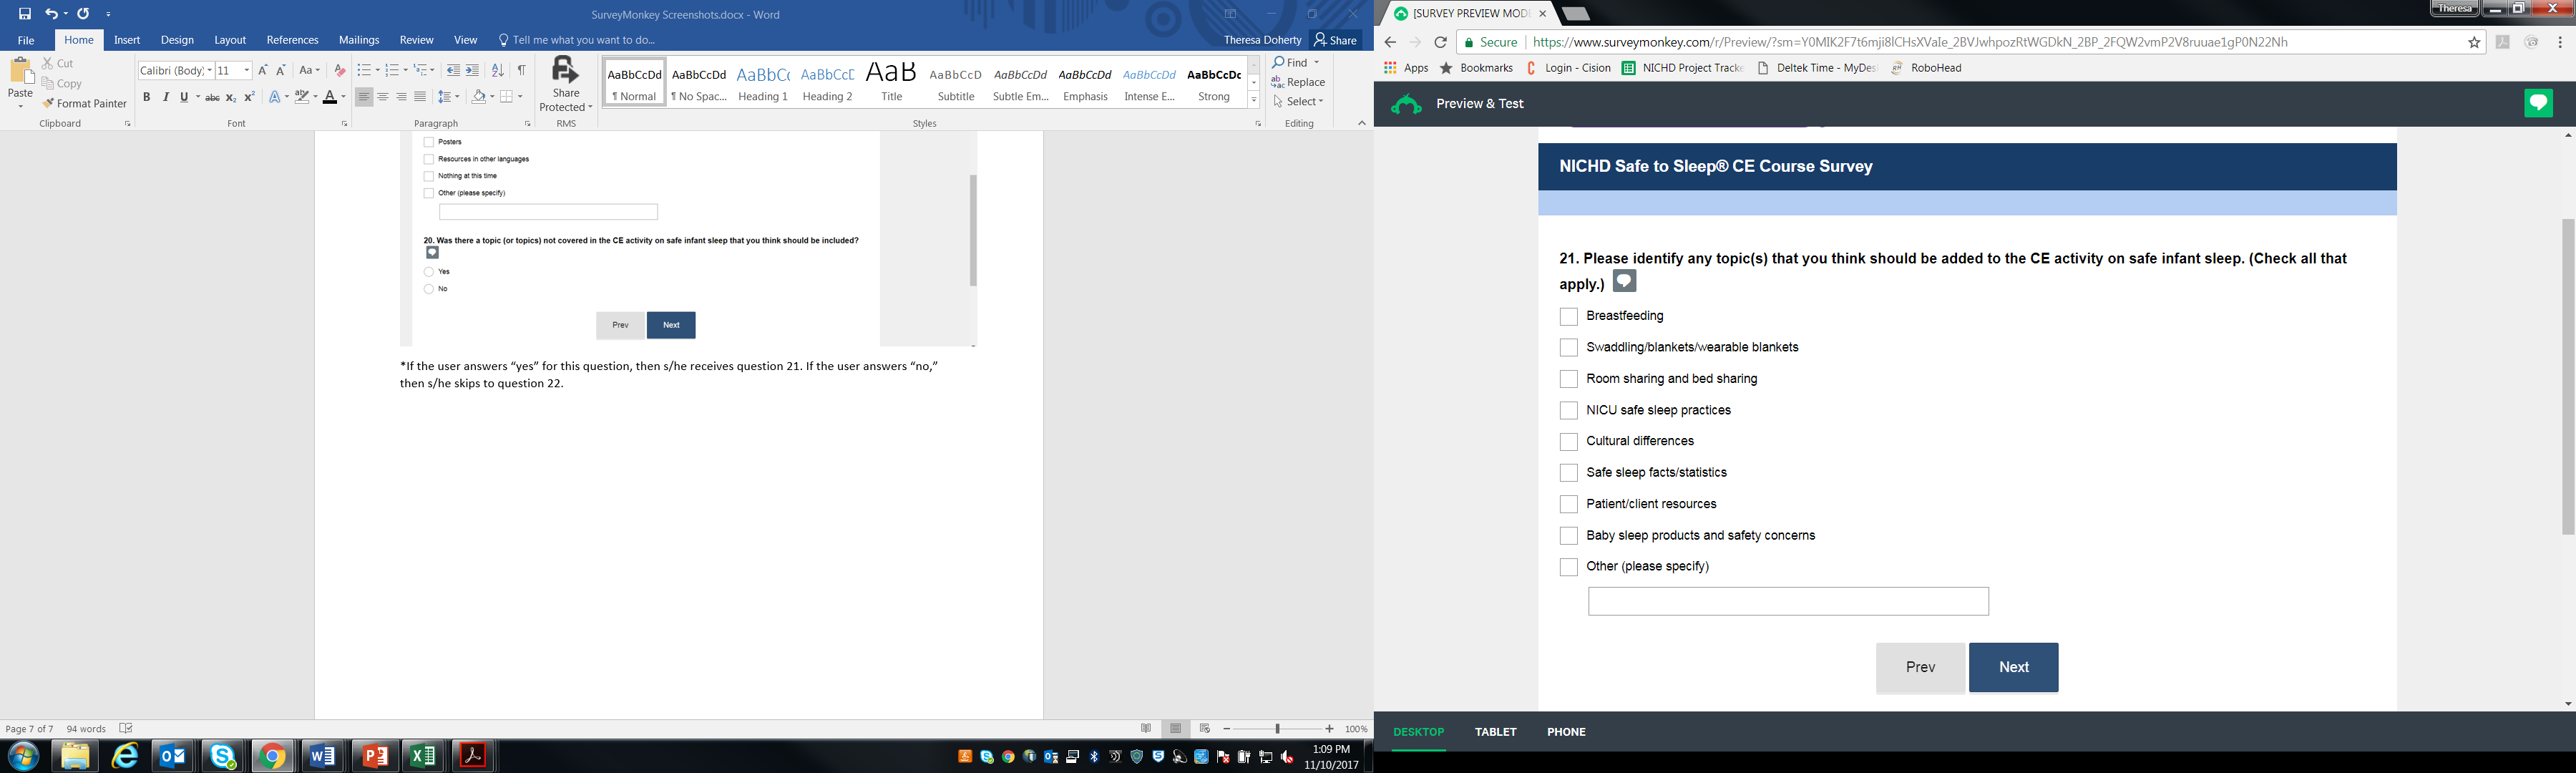 SurveyMonkey Screenshots.docx - Word
File Home Insert Design Layout References Mailings Review View Tell me what you want to do... Theresa Doherty Share
Paste
Cut
Copy
Format Painter
Clipboard
Calibri (Body) 11
Font
Paragraph
Share
Protected
RMS
AaBbCcDd AaBbCcDd AaBbCc AaBbCcC AaB AaBbCcD AaBbCcDd AaBbCcDd AaBbCcDd AaBbCcDc
¶ Normal ¶ No Spac... Heading 1 Heading 2 Title Subtitle Subtle Em... Emphasis Intense E... Strong
Styles
Find
Replace
Select
Editing
Posters
Resources in other languages
Nothing at this time
Other (please specify)
20. Was there a topic (or topics) not covered in the CE activity on safe infant sleep that you think should be included?
Yes
No
Prev Next
*If the user answers “yes” for this question, then s/he receives question 21. If the user answers “no,”
then s/he skips to question 22.
Page 7 of 7 94 words
100%
1:09 PM
11/10/2017
[SURVEY PREVIEW MODE
Theresa
Secure
Apps Bookmarks Login - Cision NICHD Project Tracke Deltek Time - MyDes RoboHead
Preview & Test
NICHD Safe to Sleep® CE Course Survey
21. Please identify any topic(s) that you think should be added to the CE activity on safe infant sleep. (Check all that
apply.)
Breastfeeding
Swaddling/blankets/wearable blankets
Room sharing and bed sharing
NICU safe sleep practices
Cultural differences
Safe sleep facts/statistics
Patient/client resources
Baby sleep products and safety concerns
Other (please specify)
Prev Next
DESKTOP TABLET PHONE